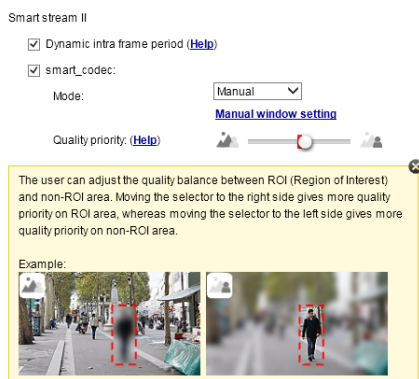 Smart stream II
Dynamic intra frame period (Help)
smart_codec:
Mode: Manual
Manual window setting
Quality priority: (Help)
The user can adjust the quality balance between ROI (Region of Interest)
and non-ROI area. Moving the selector to the right side gives more quality
priority on ROI area, whereas moving the selector to the left side gives more
quality priority on non-ROI area.
Example: